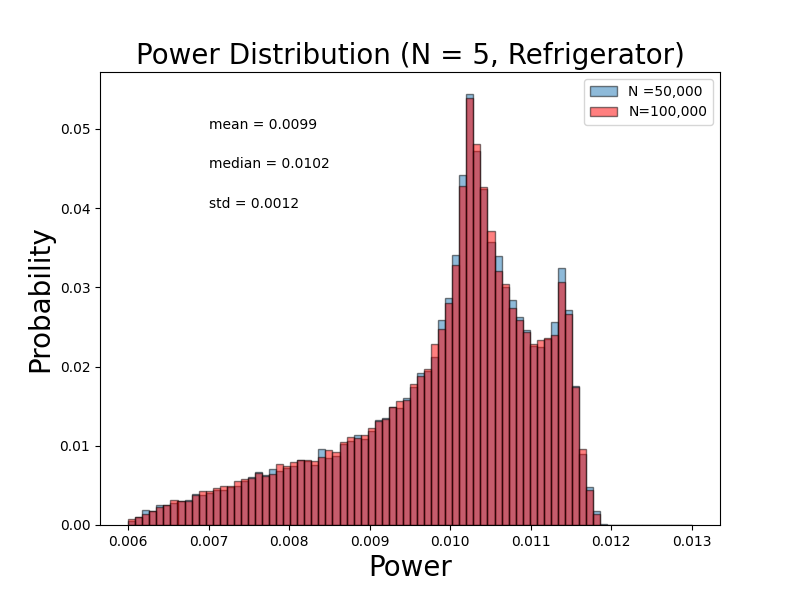 Power Distribution (N = 5, Refrigerator)
N =50,000
N=100,000
mean = 0.0099
median = 0.0102
std = 0.0012
Probability
0.05
0.04
0.03
0.02
0.01
0.00
0.006 0.007 0.008 0.009 0.010 0.011 0.012 0.013
Power